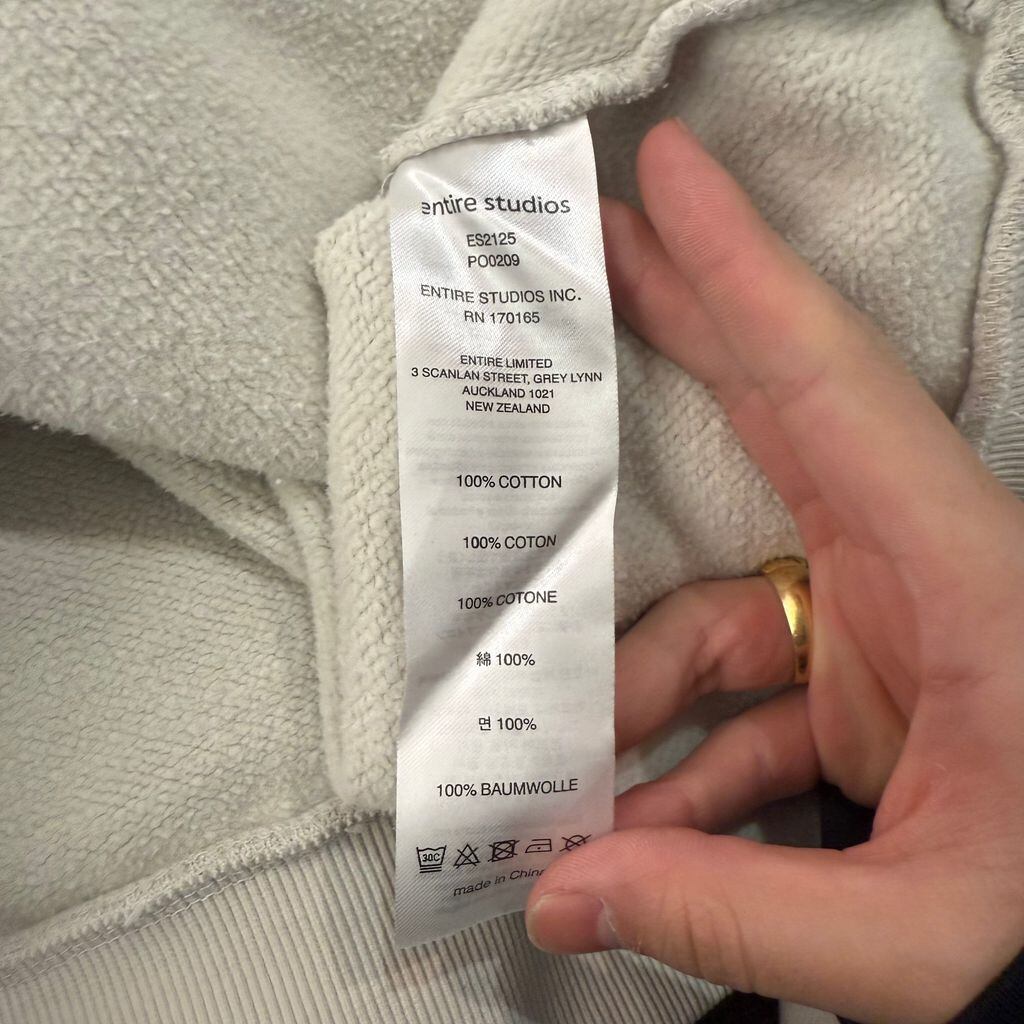 entire studios
ES2125
PO0209
ENTIRE STUDIOS INC.
RN 170165
ENTIRE LIMITED
3 SCANLAN STREET, GREY LYNN
AUCKLAND 1021
NEW ZEALAND
100% COTTON
100% COTON
100% COTONE
綿 100%
면 100%
100% BAUMWOLLE
30C
made in China